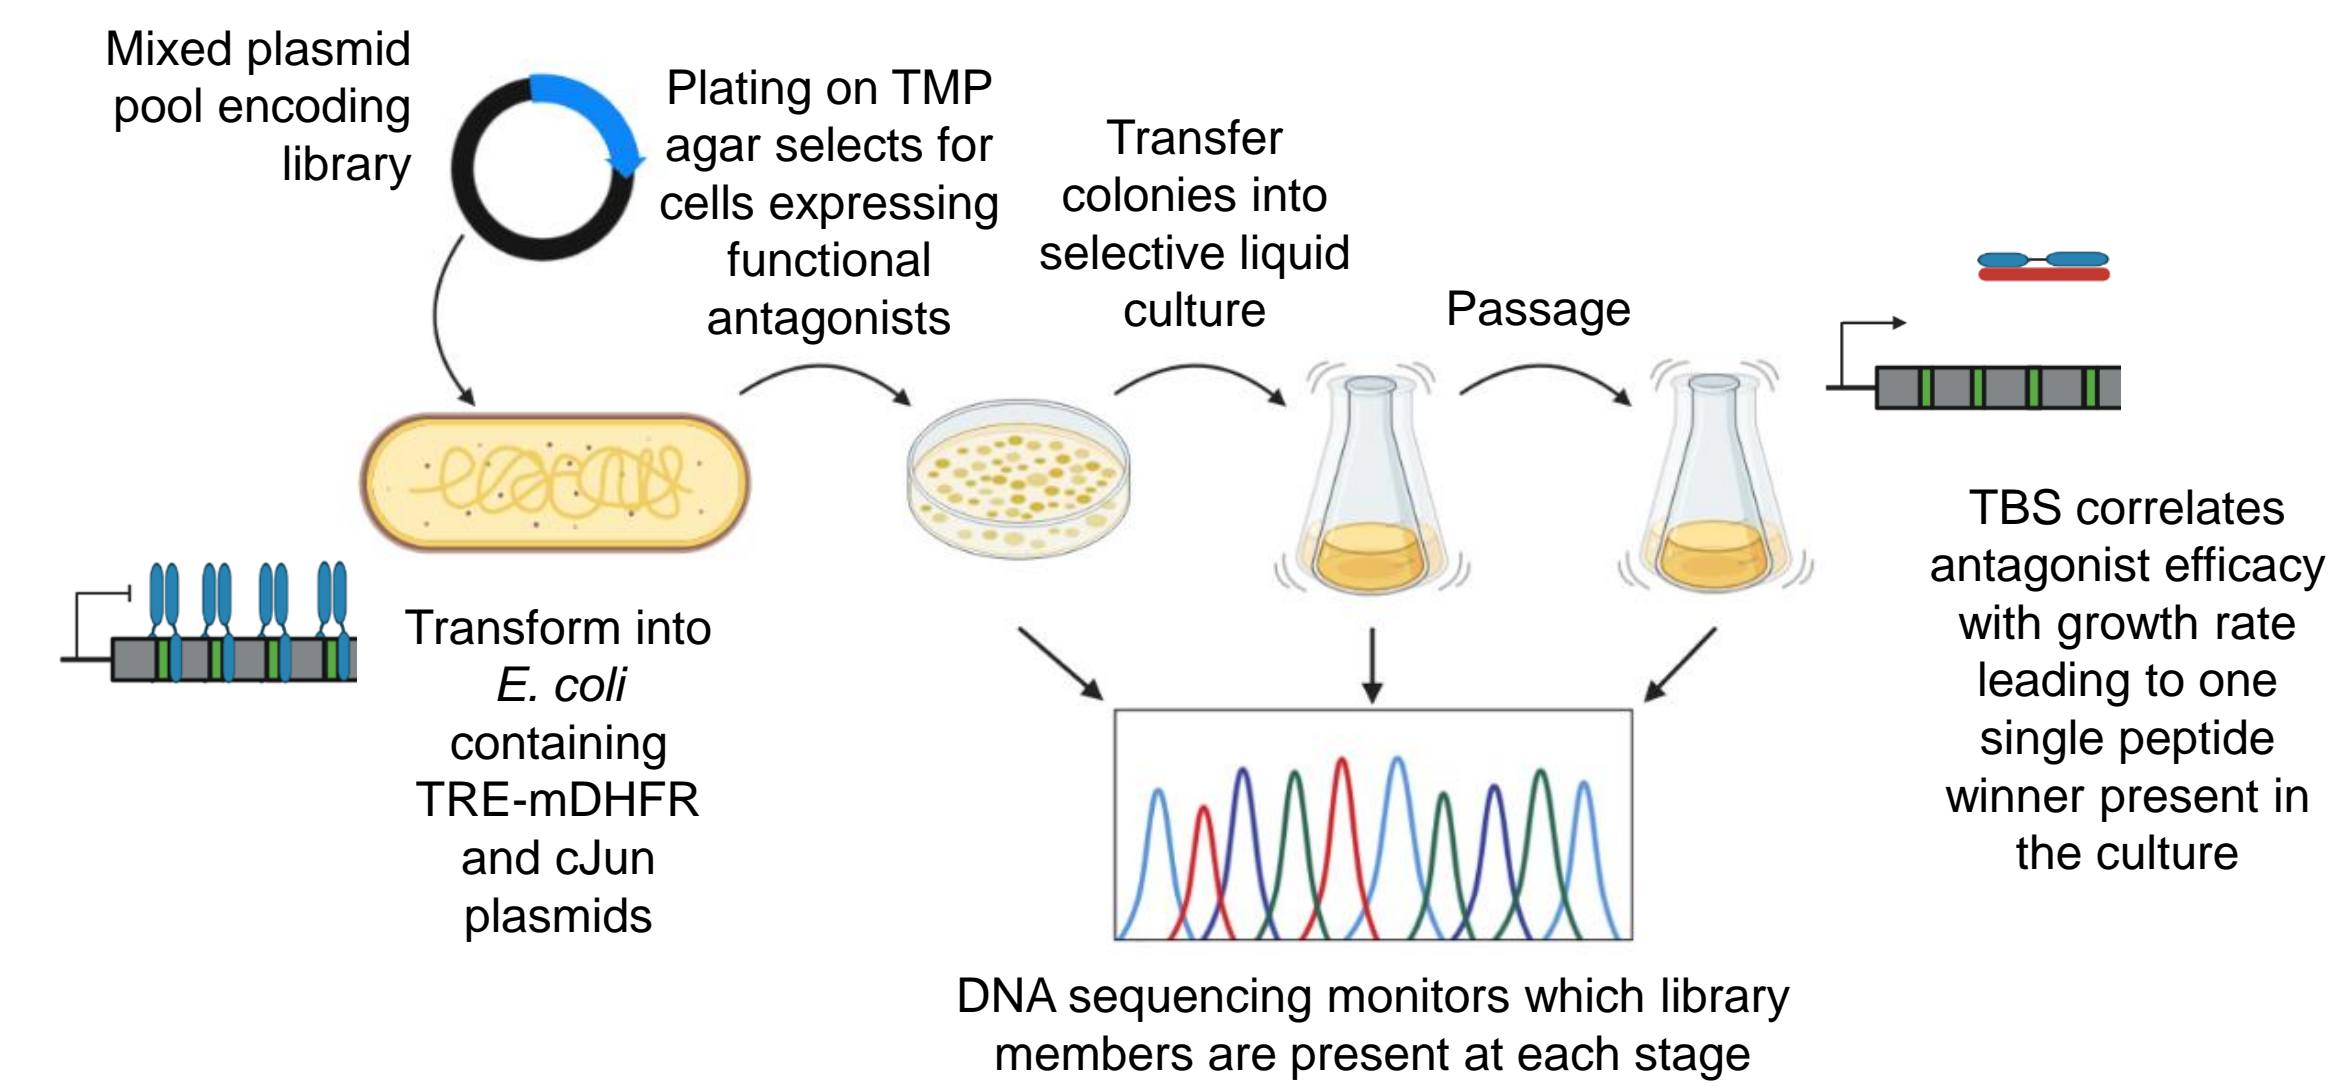 Mixed plasmid
pool encoding
library
Plating on TMP
agar selects for
cells expressing
functional
antagonists
Transfer
colonies into
selective liquid
culture
Passage
Transform into
E. coli
containing
TRE-mDHFR
and cJun
plasmids
TBS correlates
antagonist efficacy
with growth rate
leading to one
single peptide
winner present in
the culture
DNA sequencing monitors which library
members are present at each stage